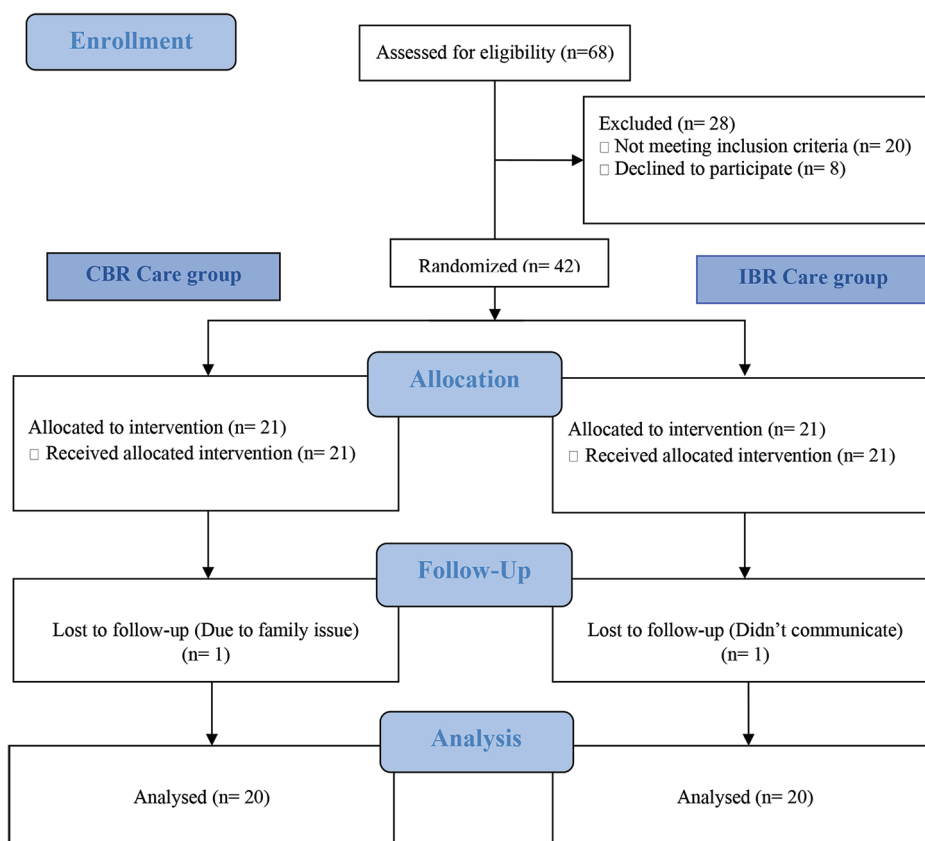 Enrollment
Assessed for eligibility (n=68)
Excluded (n= 28)
□ Not meeting inclusion criteria (n= 20)
□ Declined to participate (n= 8)
Randomized (n= 42)
CBR Care group
IBR Care group
Allocation
Allocated to intervention (n= 21)
□ Received allocated intervention (n= 21)
Allocated to intervention (n= 21)
□ Received allocated intervention (n= 21)
Follow-Up
Lost to follow-up (Due to family issue)
(n= 1)
Lost to follow-up (Didn’t communicate)
(n= 1)
Analysis
Analysed (n= 20)
Analysed (n= 20)